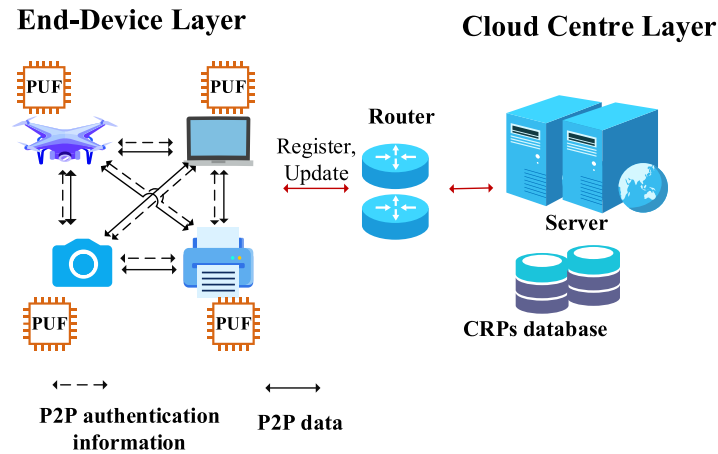 End-Device Layer
Cloud Centre Layer
PUF
PUF
Register,
Update
Router
Server
PUF
PUF
CRPs database
P2P authentication
information
P2P data